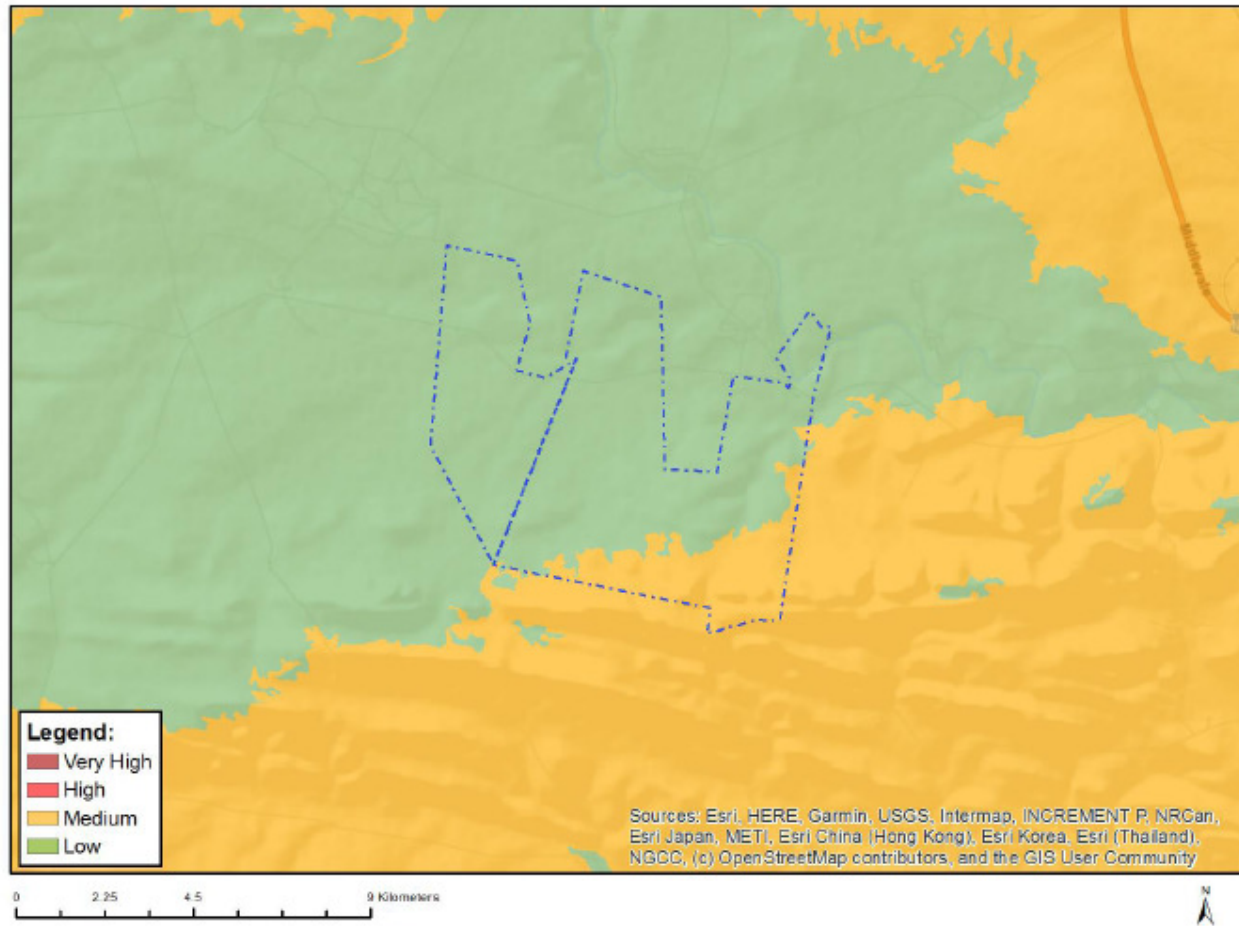 Middlevale
Legend:
Very High
High
Medium
Low
Sources: Esri, HERE, Garmin, USGS, Intermap, INCREMENT P, NRCan,
Esri Japan, METI, Esri China (Hong Kong), Esri Korea, Esri (Thailand),
NGCC, (c) OpenStreetMap contributors, and the GIS User Community
0 2.25 4.5 9 Kilometers
N